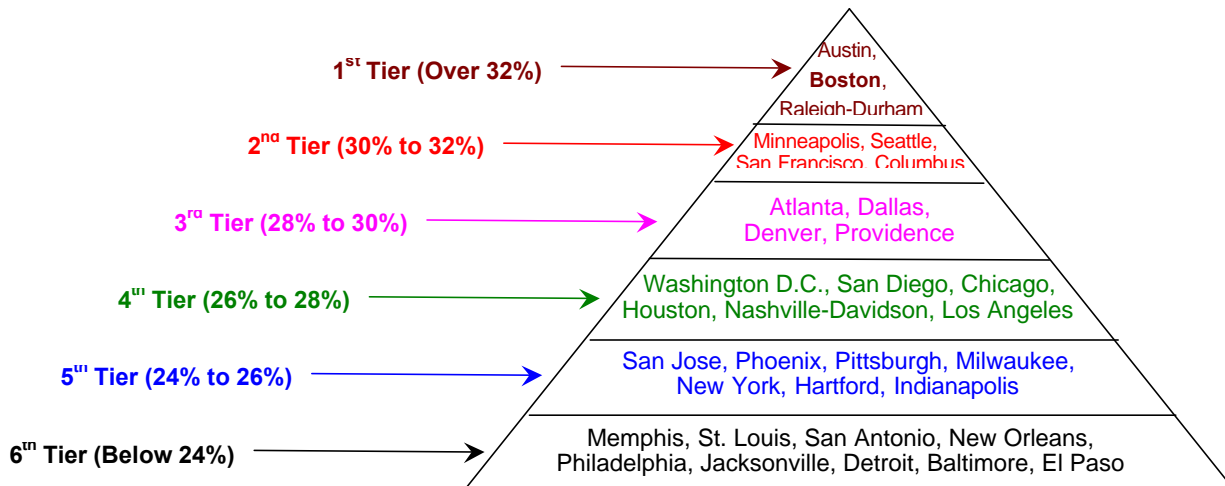 1st Tier (Over 32%)
Austin,
Boston,
Raleigh-Durham
2nd Tier (30% to 32%)
Minneapolis, Seattle,
San Francisco, Columbus
3rd Tier (28% to 30%)
Atlanta, Dallas,
Denver, Providence
4th Tier (26% to 28%)
Washington D.C., San Diego, Chicago,
Houston, Nashville-Davidson, Los Angeles
5th Tier (24% to 26%)
San Jose, Phoenix, Pittsburgh, Milwaukee,
New York, Hartford, Indianapolis
6th Tier (Below 24%)
Memphis, St. Louis, San Antonio, New Orleans,
Philadelphia, Jacksonville, Detroit, Baltimore, El Paso